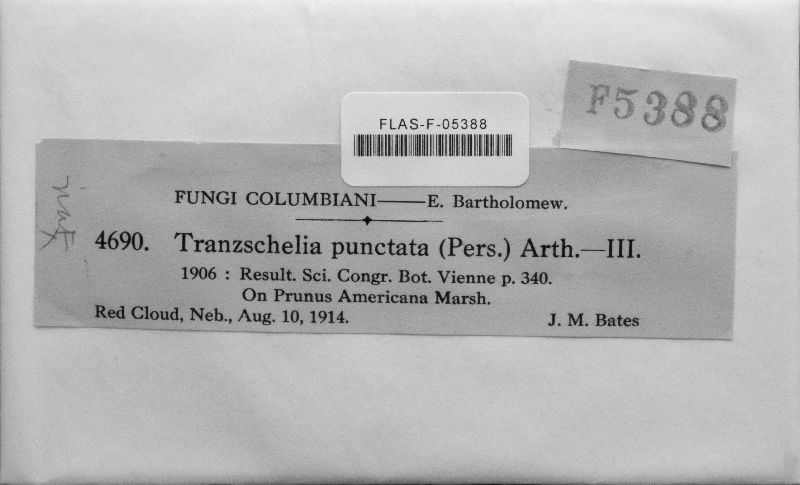 F5388
FLAS-F-05388
FUNGI COLUMBIANI——E. Bartholomew.
4690. Tranzschelia punctata (Pers.) Arth.—III.
1906 : Result. Sci. Congr. Bot. Vienne p. 340.
On Prunus Americana Marsh.
Red Cloud, Neb., Aug. 10, 1914. J. M. Bates